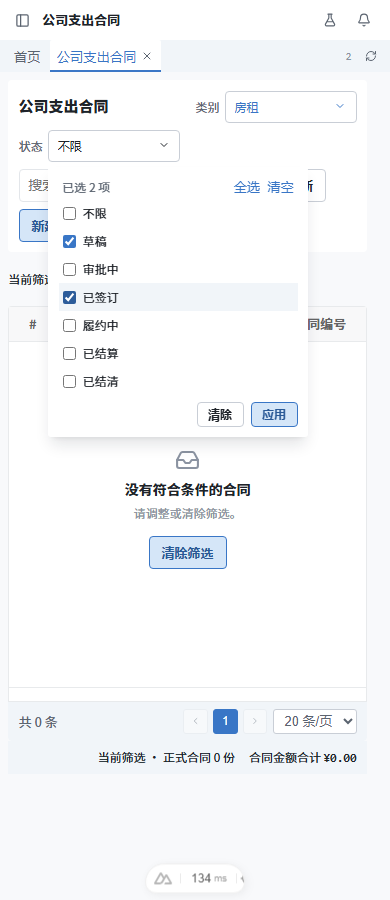 公司支出合同
首页 公司支出合同 × 2
公司支出合同 类别 房租
状态 不限
搜索
新建
已选 2 项 全选 清空
不限
草稿
审批中
已签订
履约中
已结算
已结清
清除 应用
当前筛选
# 同编号
没有符合条件的合同
请调整或清除筛选。
清除筛选
共 0 条 ‹ 1 › 20 条/页
当前筛选 · 正式合同 0 份 合同金额合计 ¥0.00
134 ms